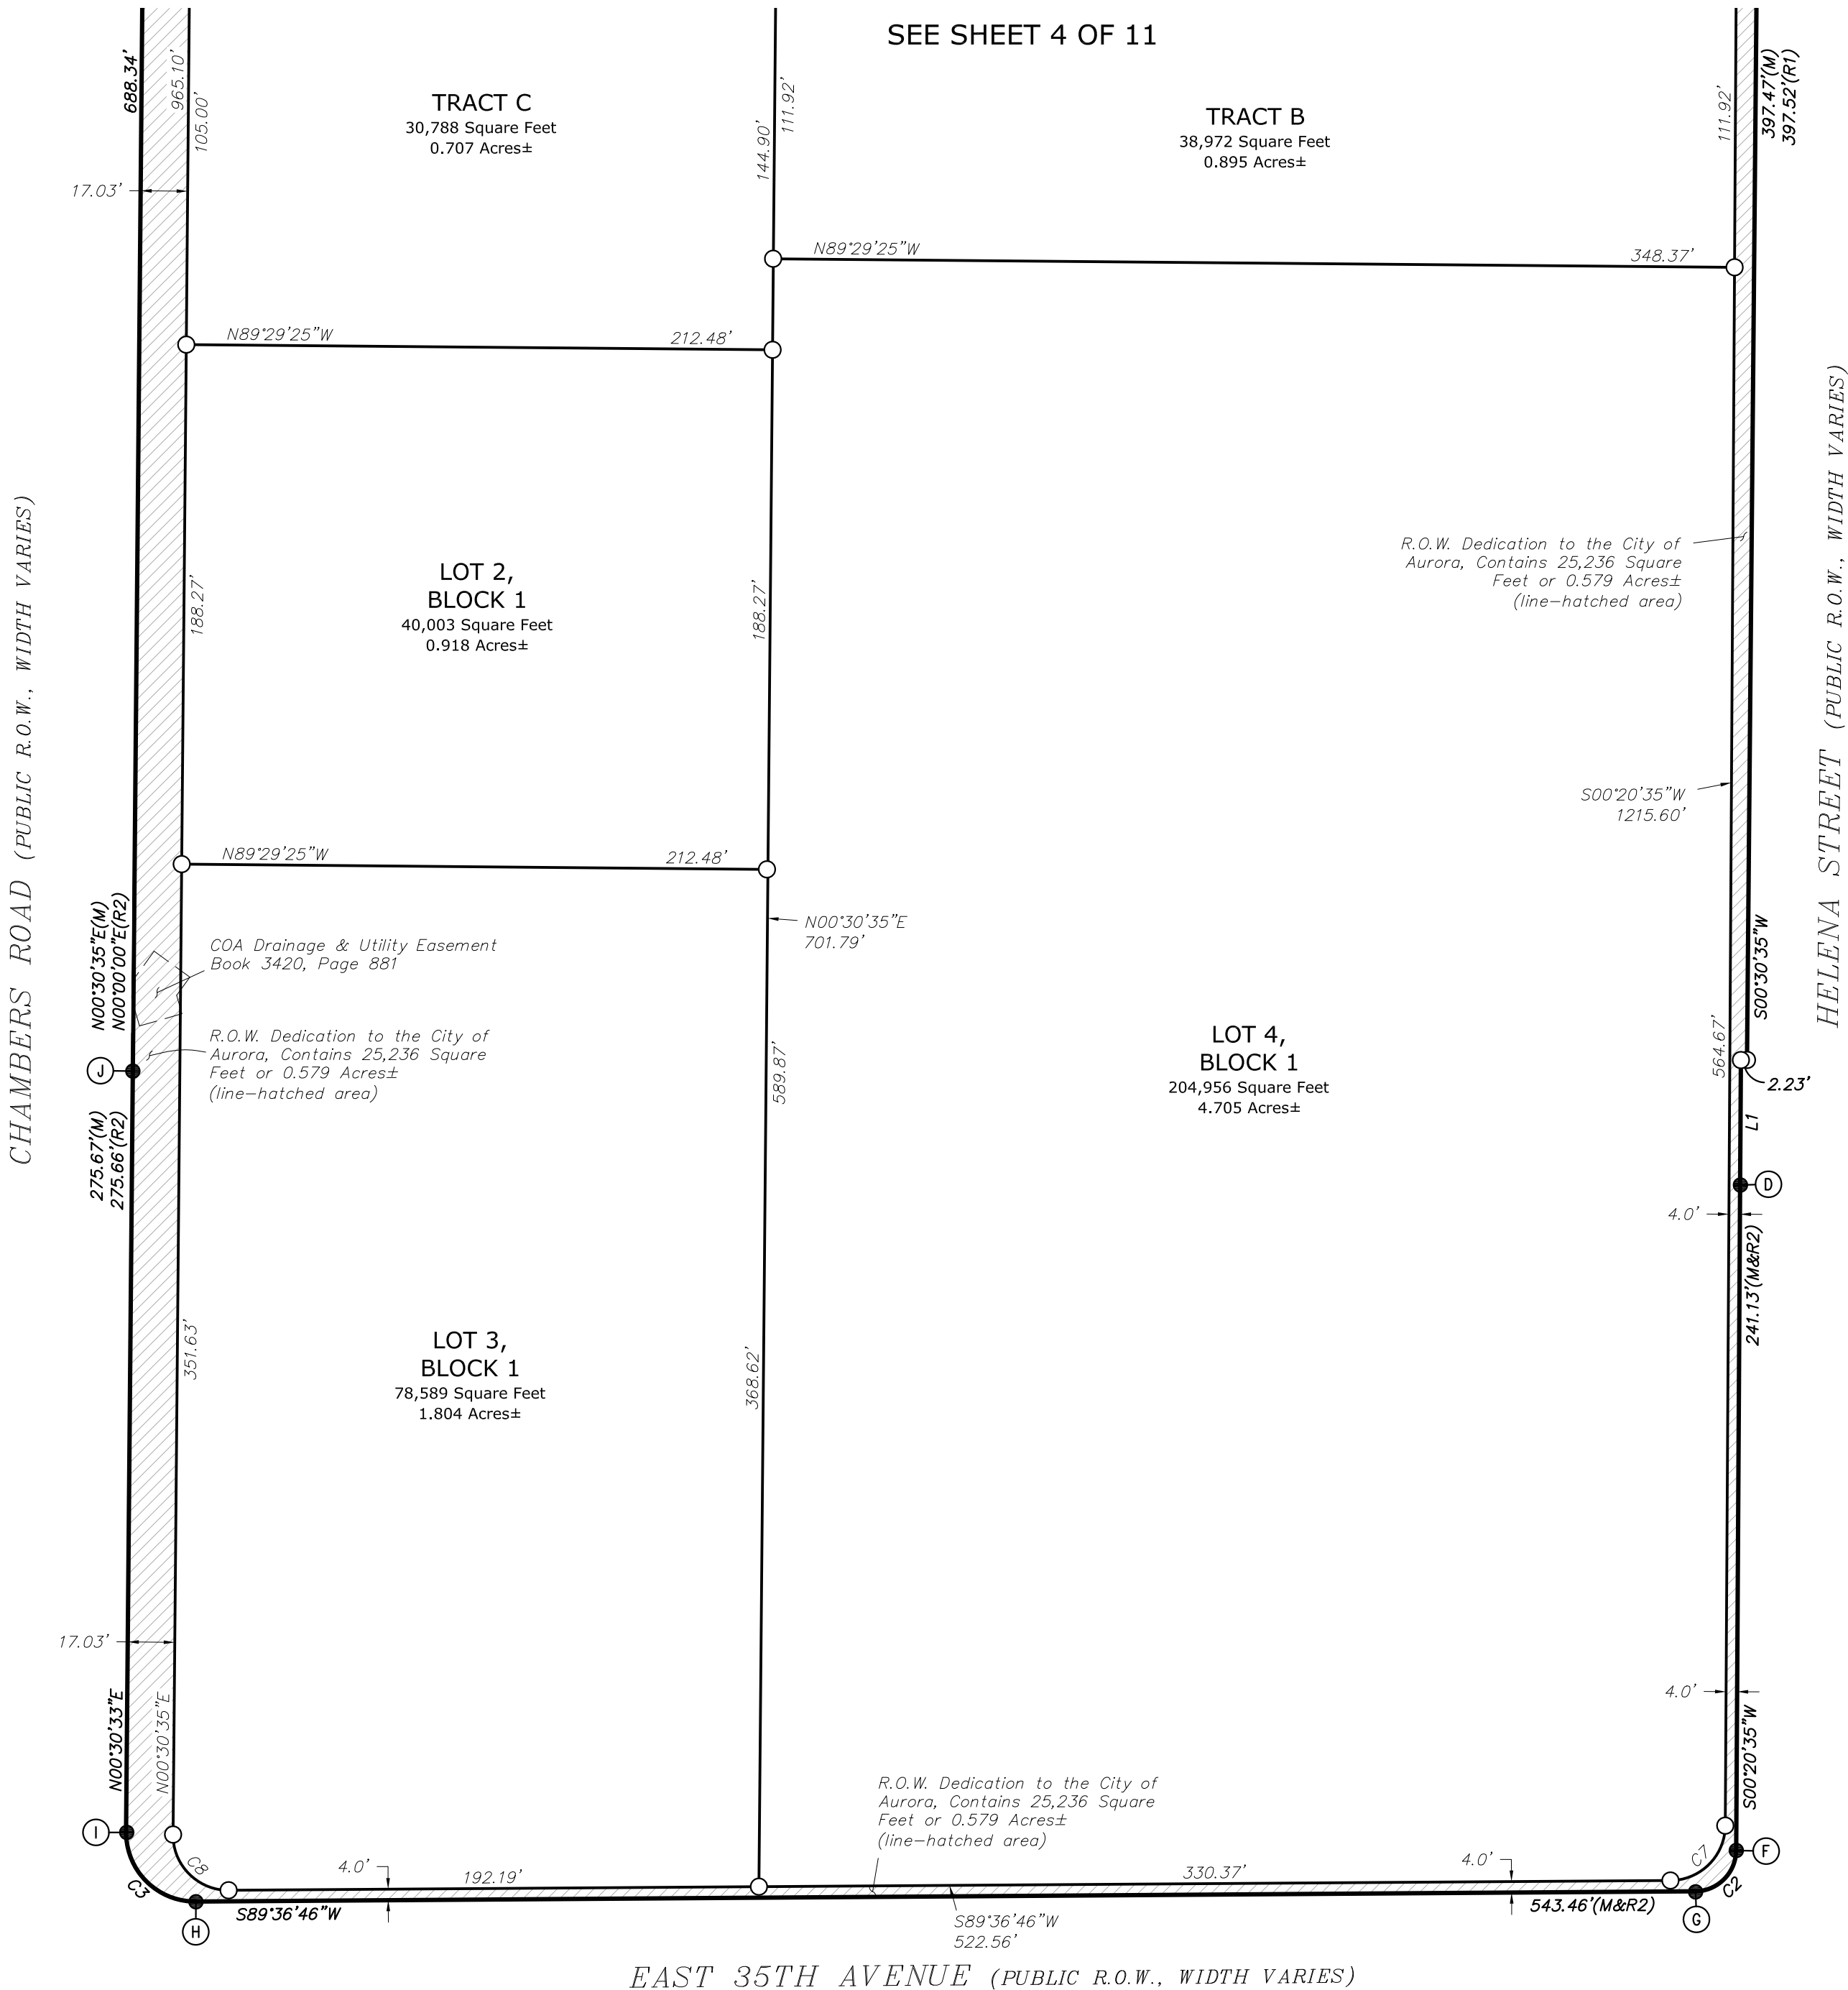 SEE SHEET 4 OF 11
688.34'
965.10'
105.00'
TRACT C
30,788 Square Feet
0.707 Acres±
144.90'
111.92'
TRACT B
38,972 Square Feet
0.895 Acres±
111.92'
397.47'(M)
397.52'(R1)
17.03'
N89°29'25"W
348.37'
N89°29'25"W
212.48'
CHAMBERS ROAD (PUBLIC R.O.W., WIDTH VARIES)
HELENA STREET (PUBLIC R.O.W., WIDTH VARIES)
R.O.W. Dedication to the City of
Aurora, Contains 25,236 Square
Feet or 0.579 Acres±
(line-hatched area)
188.27'
LOT 2,
BLOCK 1
40,003 Square Feet
0.918 Acres±
188.27'
S00°20'35"W
1215.60'
N89°29'25"W
212.48'
N00°30'35"E
701.79'
N00°30'35"E(M)
N00°00'00"E(R2)
COA Drainage & Utility Easement
Book 3420, Page 881
S00°30'35"W
R.O.W. Dedication to the City of
Aurora, Contains 25,236 Square
Feet or 0.579 Acres±
(line-hatched area)
J
589.87'
LOT 4,
BLOCK 1
204,956 Square Feet
4.705 Acres±
564.67'
2.23'
L1
275.67'(M)
275.66'(R2)
D
4.0'
241.13'(M&R2)
351.63'
LOT 3,
BLOCK 1
78,589 Square Feet
1.804 Acres±
368.62'
17.03'
N00°30'33"E
N00°30'35"E
4.0'
S00°20'35"W
R.O.W. Dedication to the City of
Aurora, Contains 25,236 Square
Feet or 0.579 Acres±
(line-hatched area)
I
C8
C3
4.0'
192.19'
330.37'
4.0'
C7
C2
F
H
S89°36'46"W
S89°36'46"W
522.56'
543.46'(M&R2)
G
EAST 35TH AVENUE (PUBLIC R.O.W., WIDTH VARIES)